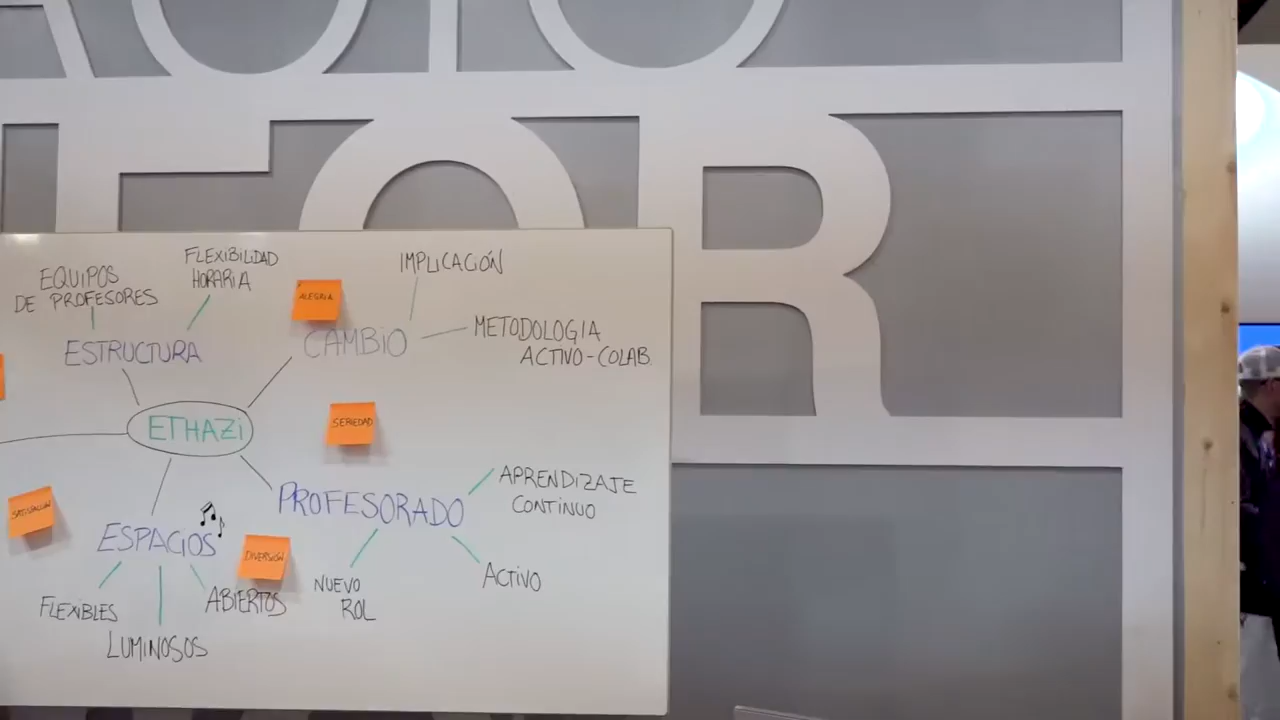 EQUIPOS
DE PROFESORES
FLEXIBILIDAD
HORARIA
ALEGRIA
IMPLICACIÓN
ESTRUCTURA
CAMBIO
METODOLOGIA
ACTIVO-COLAB.
ETHAZI
SERIEDAD
PROFESORADO
APRENDIZAJE
CONTINUO
ESPACIOS
DIVERSIÓN
NUEVO
ROL
ACTIVO
FLEXIBLES
LUMINOSOS
ABIERTOS